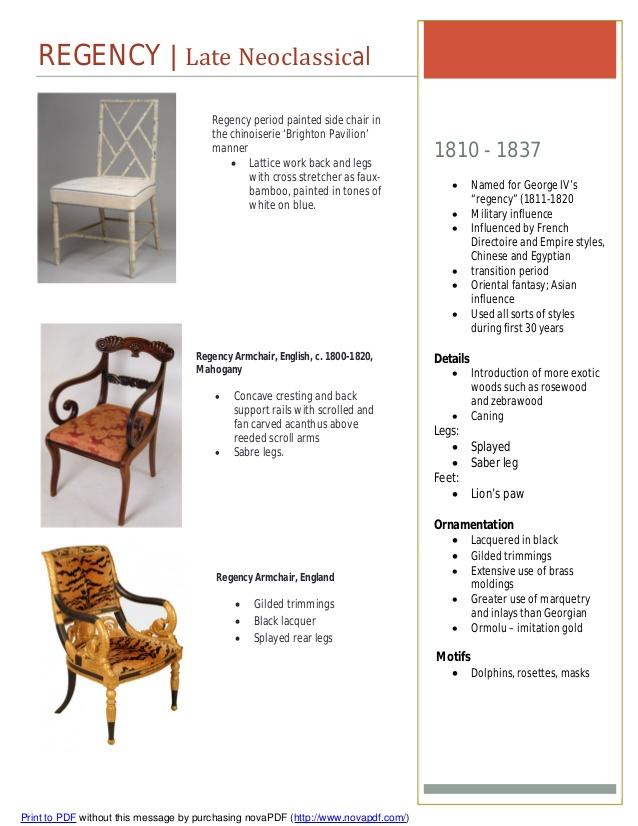 REGENCY | Late Neoclassical
Regency period painted side chair in
the chinoiserie ‘Brighton Pavilion’
manner
• Lattice work back and legs
with cross stretcher as faux-
bamboo, painted in tones of
white on blue.
Regency Armchair, English, c. 1800-1820,
Mahogany
• Concave cresting and back
support rails with scrolled and
fan carved acanthus above
reeded scroll arms
• Sabre legs.
Regency Armchair, England
• Gilded trimmings
• Black lacquer
• Splayed rear legs
1810 - 1837
• Named for George IV’s
“regency” (1811-1820
• Military influence
• Influenced by French
Directoire and Empire styles,
Chinese and Egyptian
• transition period
• Oriental fantasy; Asian
influence
• Used all sorts of styles
during first 30 years
Details
• Introduction of more exotic
woods such as rosewood
and zebrawood
• Caning
Legs:
• Splayed
• Saber leg
Feet:
• Lion’s paw
Ornamentation
• Lacquered in black
• Gilded trimmings
• Extensive use of brass
moldings
• Greater use of marquetry
and inlays than Georgian
• Ormolu – imitation gold
Motifs
• Dolphins, rosettes, masks
Print to PDF without this message by purchasing novaPDF (http://www.novapdf.com/)